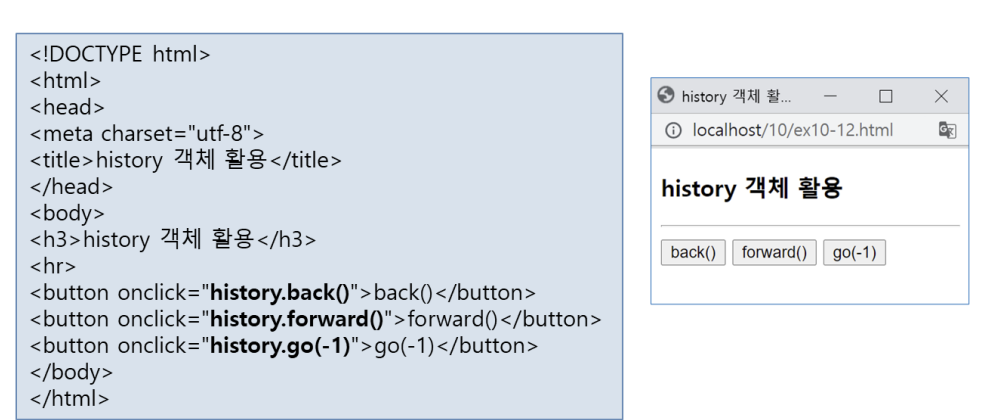 <!DOCTYPE html>
<html>
<head>
<meta charset="utf-8">
<title>history 객체 활용</title>
</head>
<body>
<h3>history 객체 활용</h3>
<hr>
<button onclick="history.back()">back()</button>
<button onclick="history.forward()">forward()</button>
<button onclick="history.go(-1)">go(-1)</button>
</body>
</html>
history 객체 활...
localhost/10/ex10-12.html
history 객체 활용
back() forward() go(-1)